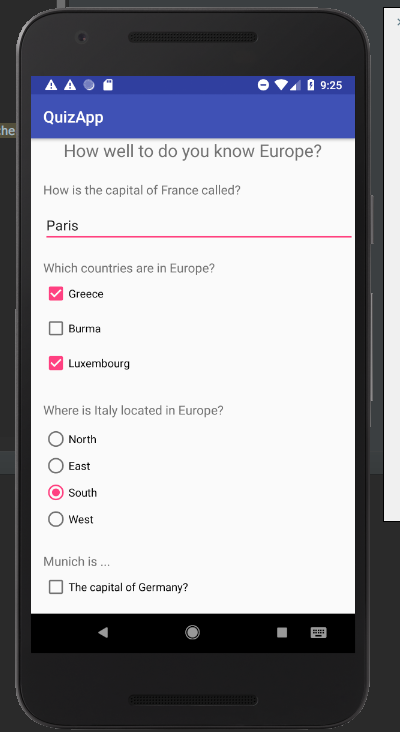 9:25
QuizApp
the
How well to do you know Europe?
How is the capital of France called?
Paris
Which countries are in Europe?
Greece
Burma
Luxembourg
Where is Italy located in Europe?
North
East
South
West
Munich is ...
The capital of Germany?